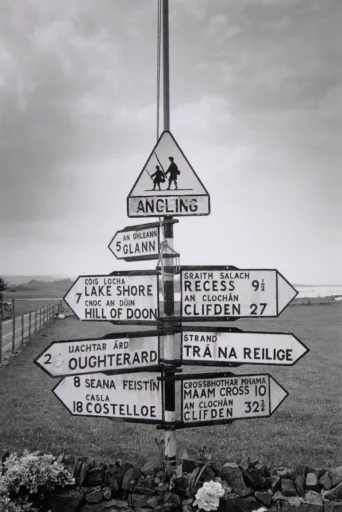 ANGLING
AN GHLEANN
5 GLANN
COIS LOCHA
7 LAKE SHORE
CNOC AN DÚIN
HILL OF DOON
SRAITH SALACH
RECESS 9½
AN CLOCHÁN
CLIFDEN 27
UACHTAR ÁRD
2 OUGHTERARD
STRAND
TRÁ NA REILIGE
8 SEANA FEISTÍN
CASLA
18 COSTELLOE
CROSSBHOTHAR MHAMA
MAAM CROSS 10
AN CLOCHÁN
CLIFDEN 32¾